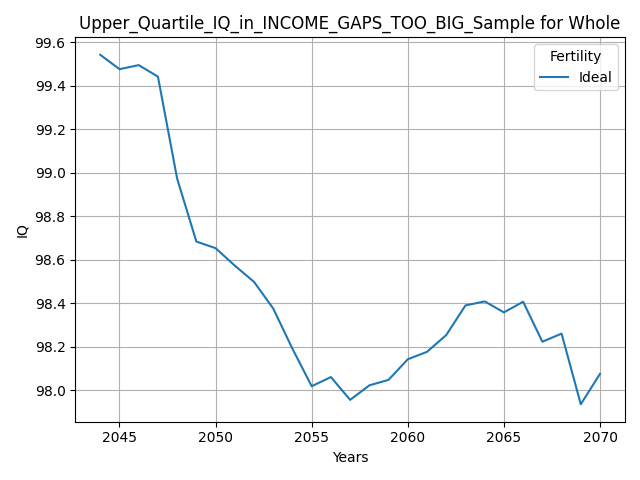 Upper_Quartile_IQ_in_INCOME_GAPS_TOO_BIG_Sample for Whole
Fertility
Ideal
99.6
99.4
99.2
99.0
98.8
98.6
98.4
98.2
98.0
IQ
2045 2050 2055 2060 2065 2070
Years